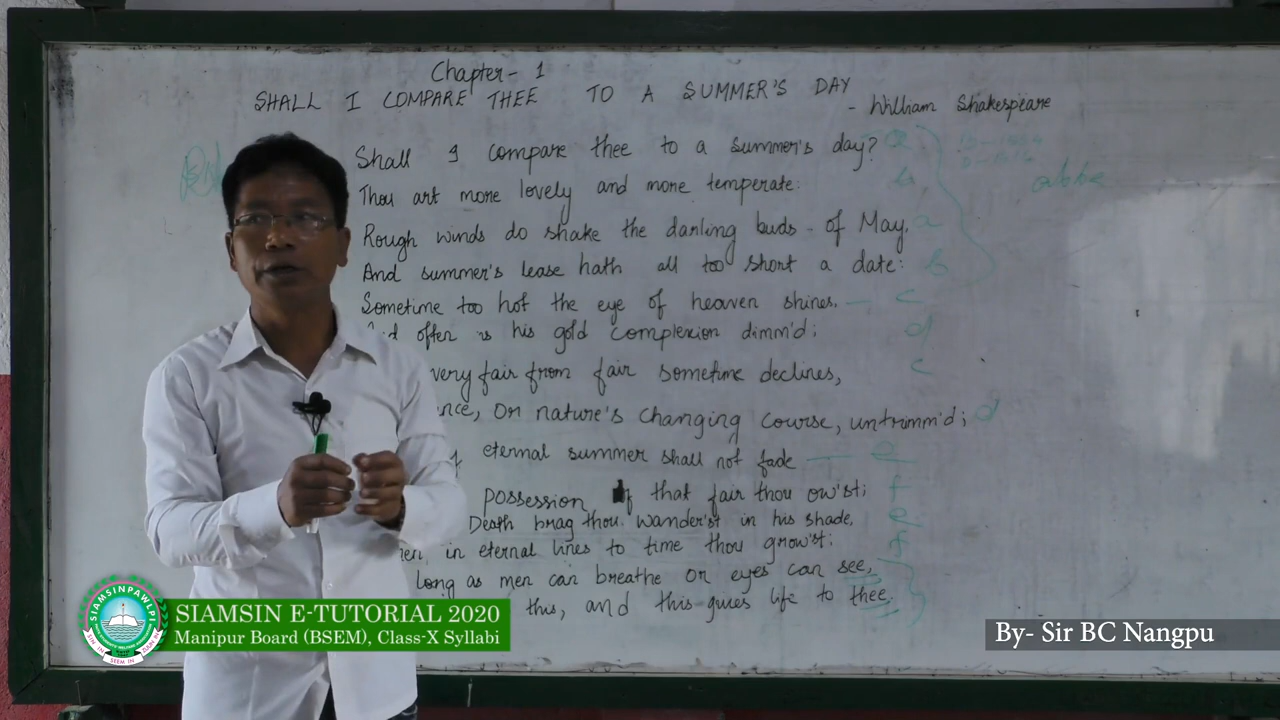 Chapter- 1
SHALL I COMPARE THEE TO A SUMMER'S DAY
- William Shakespeare
Shall I compare thee to a summer's day?
Thou art more lovely and more temperate:
Rough winds do shake the darling buds of May,
And summer's lease hath all too short a date:
Sometime too hot the eye of heaven shines,
often is his gold complexion dimm'd;
very fair from fair sometime declines,
nce, or nature's changing course, untrimm'd;
eternal summer shall not fade
possession of that fair thou ow'st;
Death brag thou wander'st in his shade,
in eternal lines to time thou grow'st:
long as men can breathe or eyes can see,
this, and this gives life to thee.
a
b
a
b
c
d
c
d
e
f
e
f
SIAMSINPAWLPI
SIAMSIN E-TUTORIAL 2020
Manipur Board (BSEM), Class-X Syllabi
By- Sir BC Nangpu